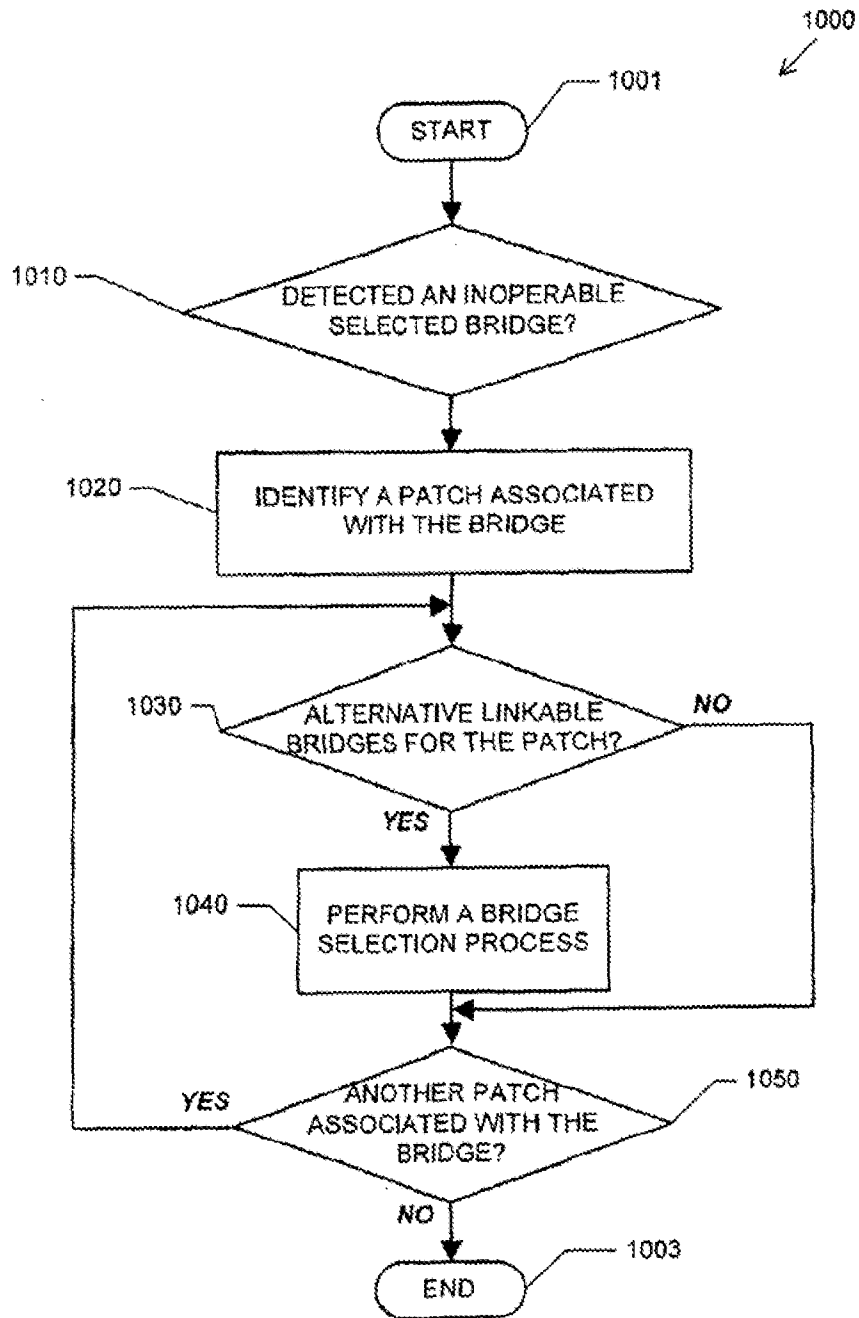 1000
1001
START
1010
DETECTED AN INOPERABLE
SELECTED BRIDGE?
1020
IDENTIFY A PATCH ASSOCIATED
WITH THE BRIDGE
1030
ALTERNATIVE LINKABLE
BRIDGES FOR THE PATCH?
NO
YES
1040
PERFORM A BRIDGE
SELECTION PROCESS
YES
ANOTHER PATCH
ASSOCIATED WITH THE
BRIDGE?
1050
NO
END
1003